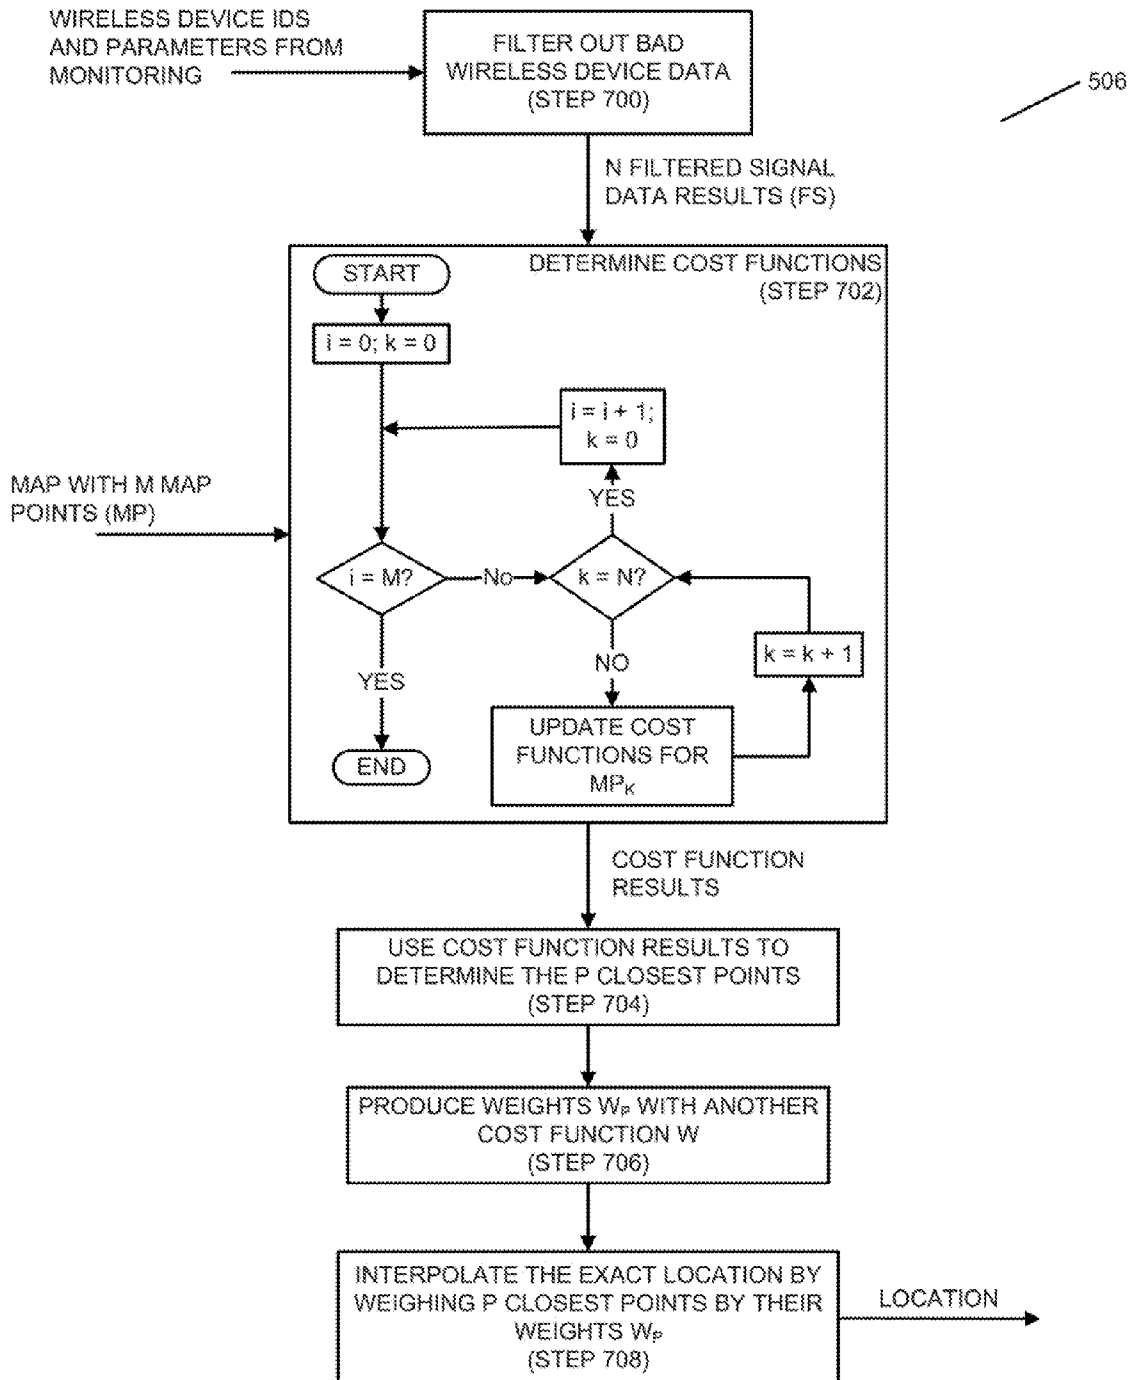 WIRELESS DEVICE IDS
AND PARAMETERS FROM
MONITORING
FILTER OUT BAD
WIRELESS DEVICE DATA
(STEP 700)
506
N FILTERED SIGNAL
DATA RESULTS (FS)
DETERMINE COST FUNCTIONS
(STEP 702)
START
i = 0; k = 0
i = i + 1;
k = 0
YES
MAP WITH M MAP
POINTS (MP)
i = M?
No
k = N?
k = k + 1
NO
YES
UPDATE COST
FUNCTIONS FOR
MPK
END
COST FUNCTION
RESULTS
USE COST FUNCTION RESULTS TO
DETERMINE THE P CLOSEST POINTS
(STEP 704)
PRODUCE WEIGHTS WP WITH ANOTHER
COST FUNCTION W
(STEP 706)
INTERPOLATE THE EXACT LOCATION BY
WEIGHING P CLOSEST POINTS BY THEIR
WEIGHTS WP
(STEP 708)
LOCATION